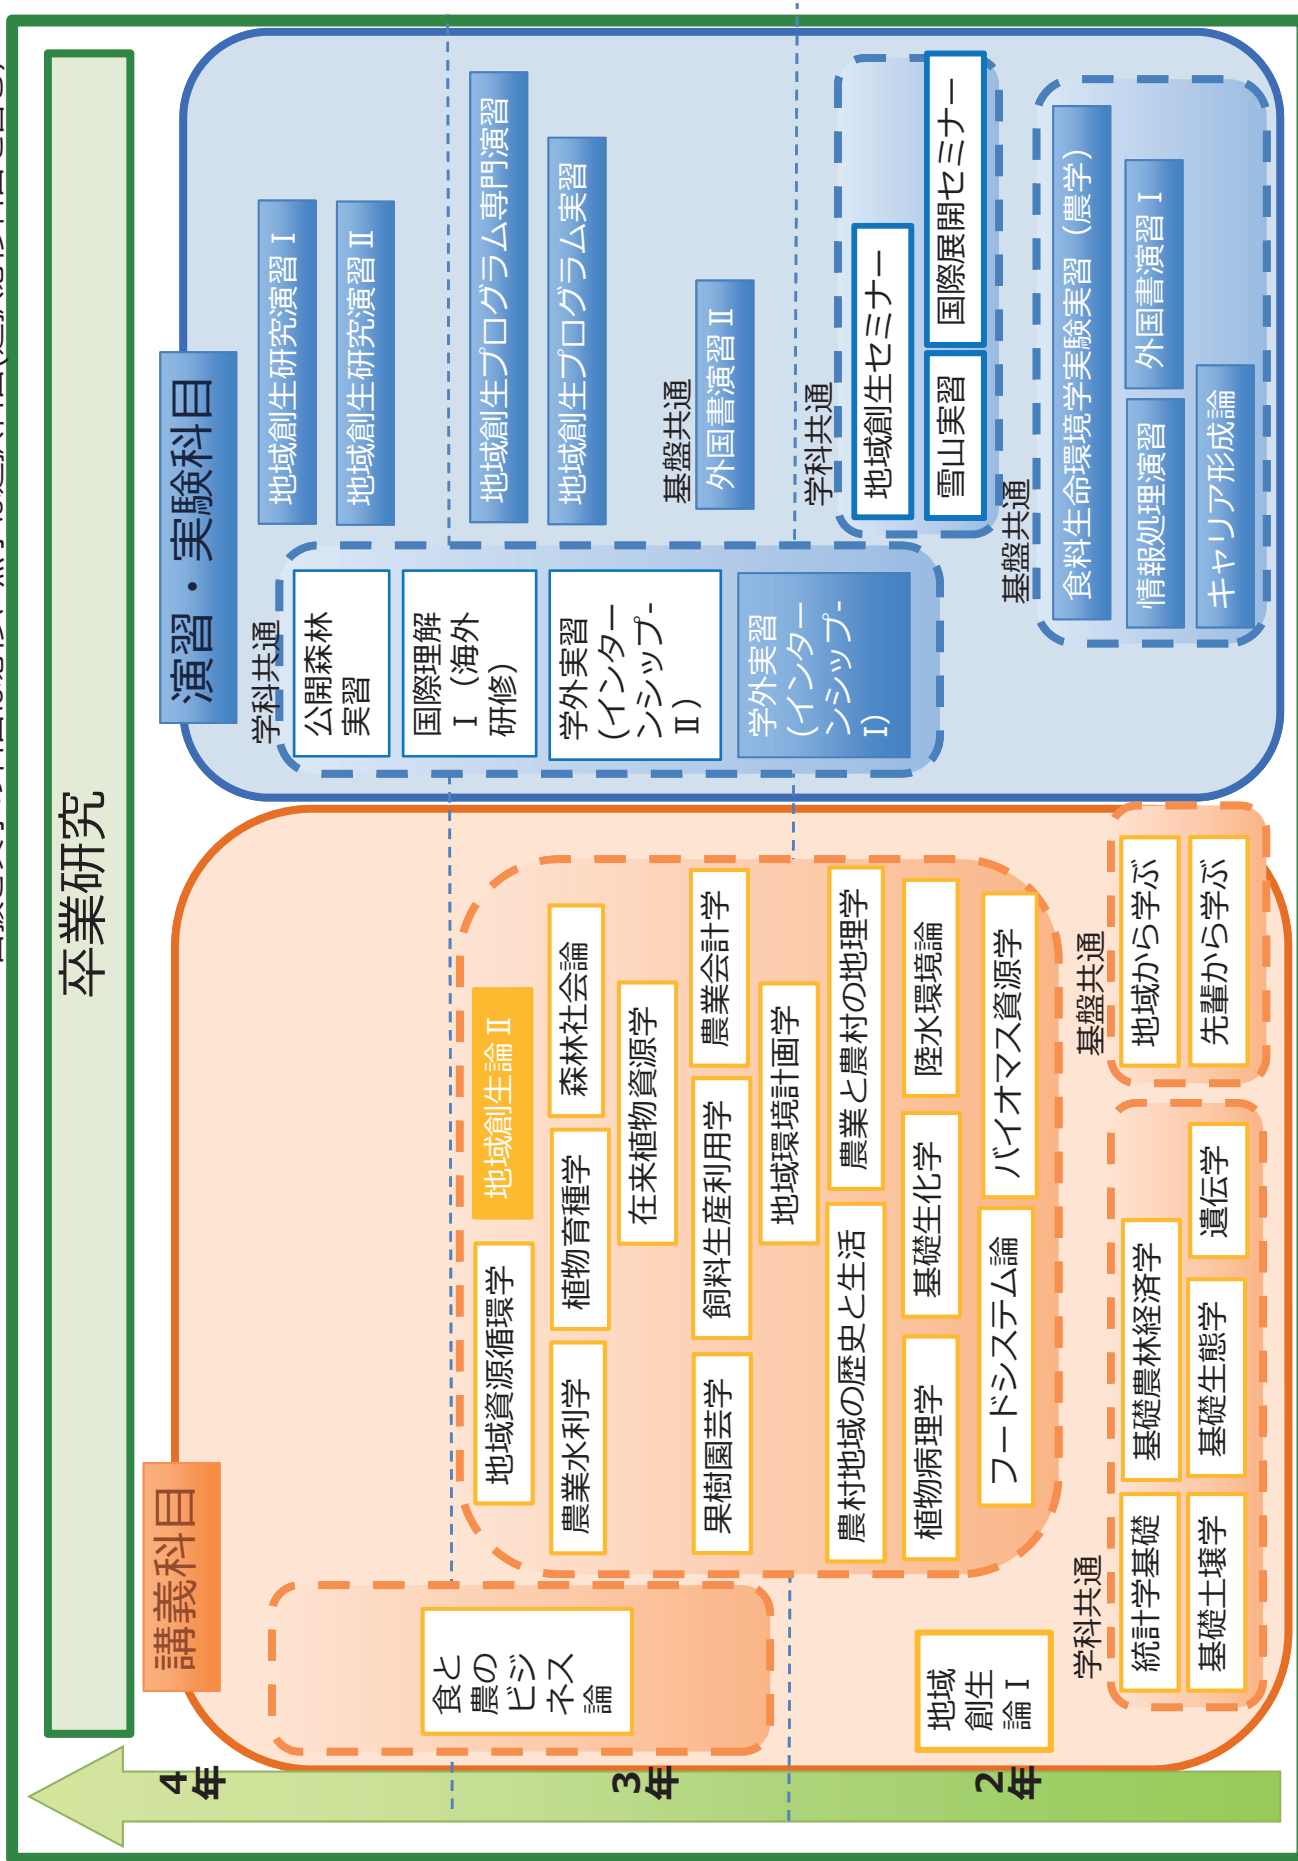 卒業研究
講義科目
演習・実験科目
4年
3年
2年
食と
農の
ビジ
ネス
論
地域資源循環学
地域創生論Ⅱ
農業水利学
植物育種学
森林社会論
在来植物資源学
果樹園芸学
飼料生産利用学
農業会計学
地域環境計画学
農村地域の歴史と生活
農業と農村の地理学
植物病理学
基礎生化学
陸水環境論
フードシステム論
バイオマス資源学
地域
創生
論Ⅰ
学科共通
統計学基礎
基礎農林経済学
基礎土壌学
基礎生態学
遺伝学
基盤共通
地域から学ぶ
先輩から学ぶ
学科共通
公開森林
実習
国際理解
Ⅰ（海外
研修）
学外実習
(インター
ンシップ-
Ⅱ)
学外実習
(インター
ンシップ-
Ⅰ)
地域創生研究演習Ⅰ
地域創生研究演習Ⅱ
地域創生プログラム専門演習
地域創生プログラム実習
基盤共通
外国書演習Ⅱ
学科共通
地域創生セミナー
雪山実習
国際展開セミナー
基盤共通
食料生命環境学実験実習（農学）
情報処理演習
外国書演習Ⅰ
キャリア形成論